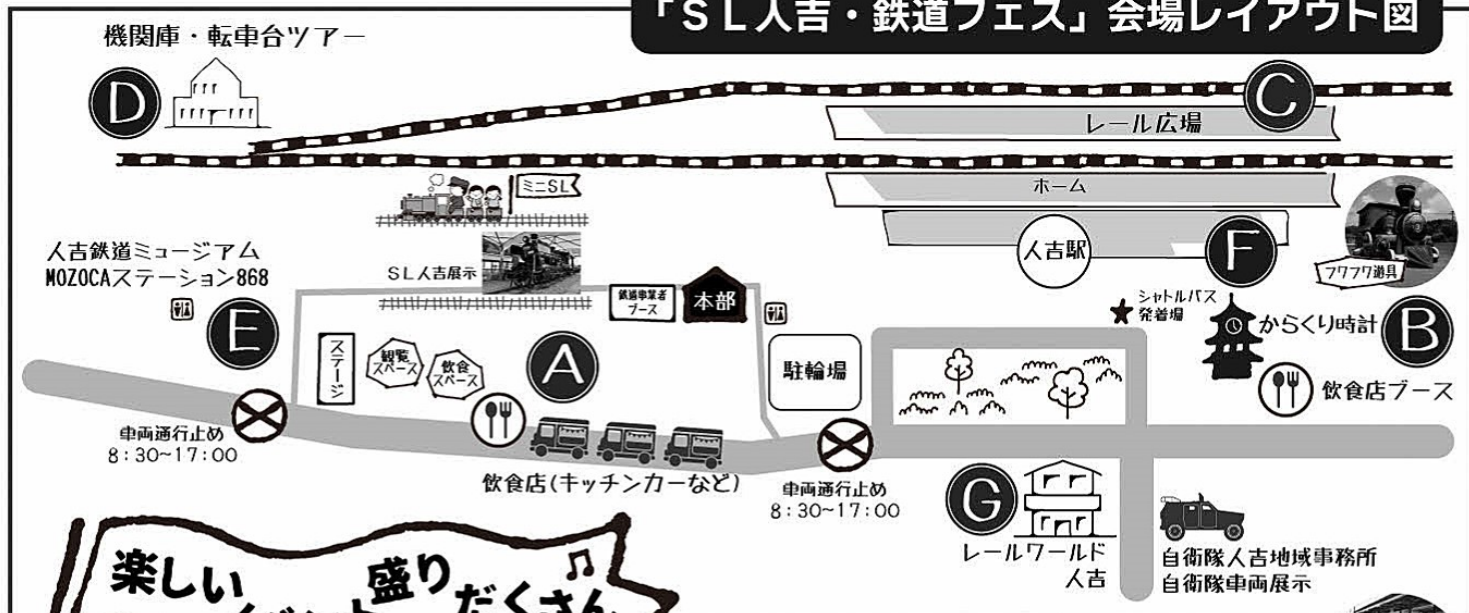 「SL人吉・鉄道フェス」会場レイアウト図
機関庫・転車台ツアー
D
C
レール広場
ミニSL
ホーム
人吉鉄道ミュージアム
MOZOCAステーション868
SL人吉展示
人吉駅
F
フワフワ遊具
鉄道事業者
ブース
本部
シャトルバス
発着場
E
からくり時計
B
ステージ
観覧
スペース
飲食
スペース
A
駐輪場
飲食店ブース
車両通行止め
8:30~17:00
飲食店(キッチンカーなど)
車両通行止め
8:30~17:00
G
レールワールド
人吉
自衛隊人吉地域事務所
自衛隊車両展示
楽しい
盛り
だくさん